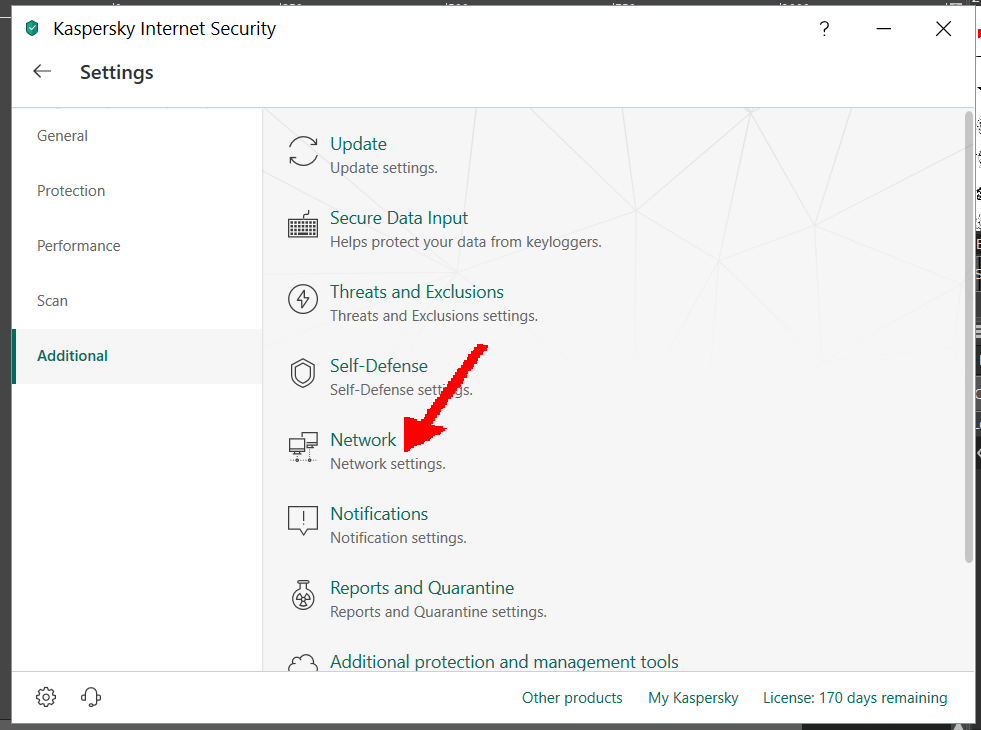 Kaspersky Internet Security
?
Settings
General
Protection
Performance
Scan
Additional
Update
Update settings.
Secure Data Input
Helps protect your data from keyloggers.
Threats and Exclusions
Threats and Exclusions settings.
Self-Defense
Self-Defense settings.
Network
Network settings.
Notifications
Notification settings.
Reports and Quarantine
Reports and Quarantine settings.
Additional protection and management tools
Other products
My Kaspersky
License: 170 days remaining